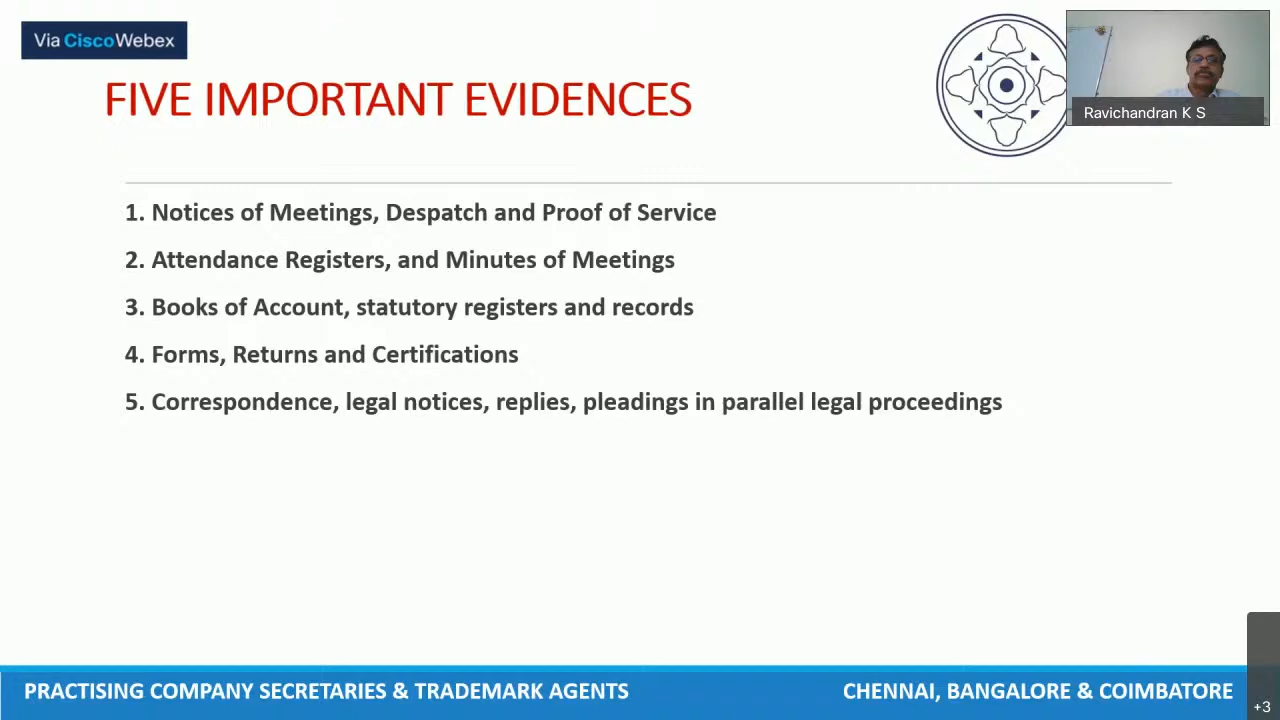 Via CiscoWebex
FIVE IMPORTANT EVIDENCES
Ravichandran K S
1. Notices of Meetings, Despatch and Proof of Service
2. Attendance Registers, and Minutes of Meetings
3. Books of Account, statutory registers and records
4. Forms, Returns and Certifications
5. Correspondence, legal notices, replies, pleadings in parallel legal proceedings
PRACTISING COMPANY SECRETARIES & TRADEMARK AGENTS
CHENNAI, BANGALORE & COIMBATORE
+3